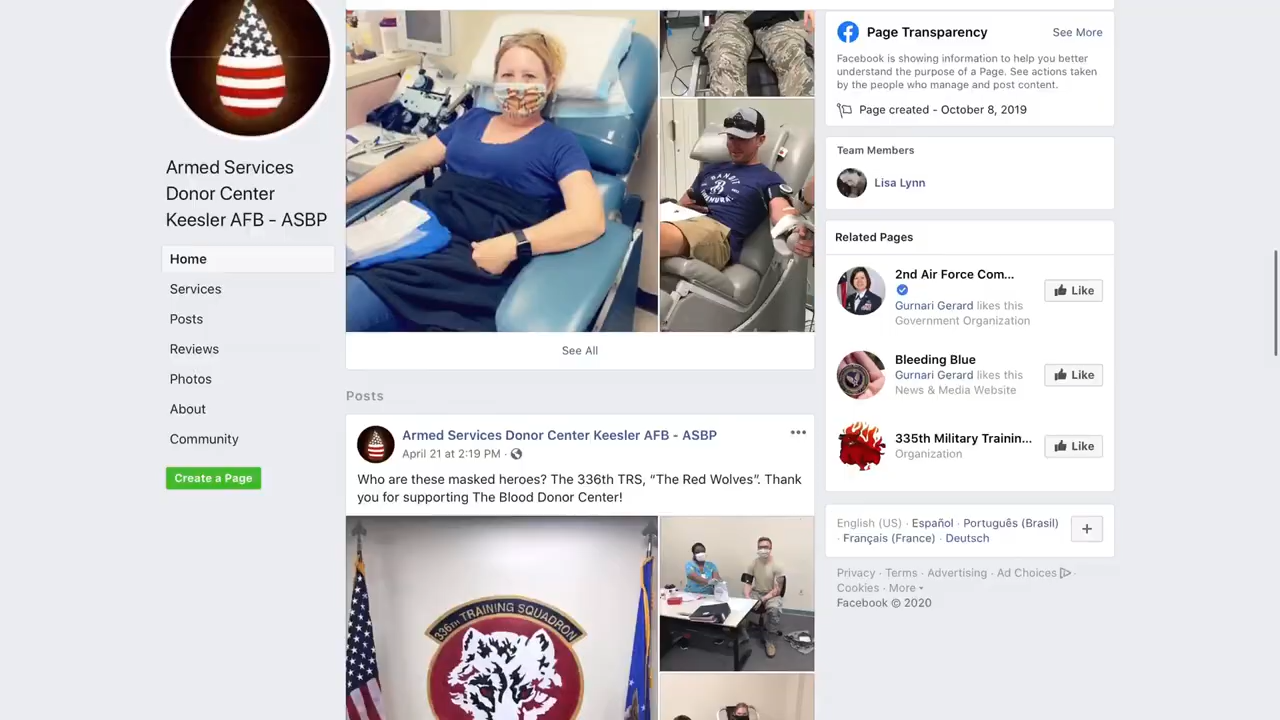 Armed Services
Donor Center
Keesler AFB - ASBP
Home
Services
Posts
Reviews
Photos
About
Community
Create a Page
See All
Posts
Armed Services Donor Center Keesler AFB - ASBP
April 21 at 2:19 PM ·
Who are these masked heroes? The 336th TRS, “The Red Wolves”. Thank
you for supporting The Blood Donor Center!
336th TRAINING SQUADRON
Page Transparency
See More
Facebook is showing information to help you better
understand the purpose of a Page. See actions taken
by the people who manage and post content.
Page created - October 8, 2019
Team Members
Lisa Lynn
Related Pages
2nd Air Force Com...
Gurnari Gerard likes this
Government Organization
Like
Bleeding Blue
Gurnari Gerard likes this
News & Media Website
Like
335th Military Trainin...
Organization
Like
English (US) · Español · Português (Brasil)
· Français (France) · Deutsch
Privacy · Terms · Advertising · Ad Choices ·
Cookies · More
Facebook © 2020